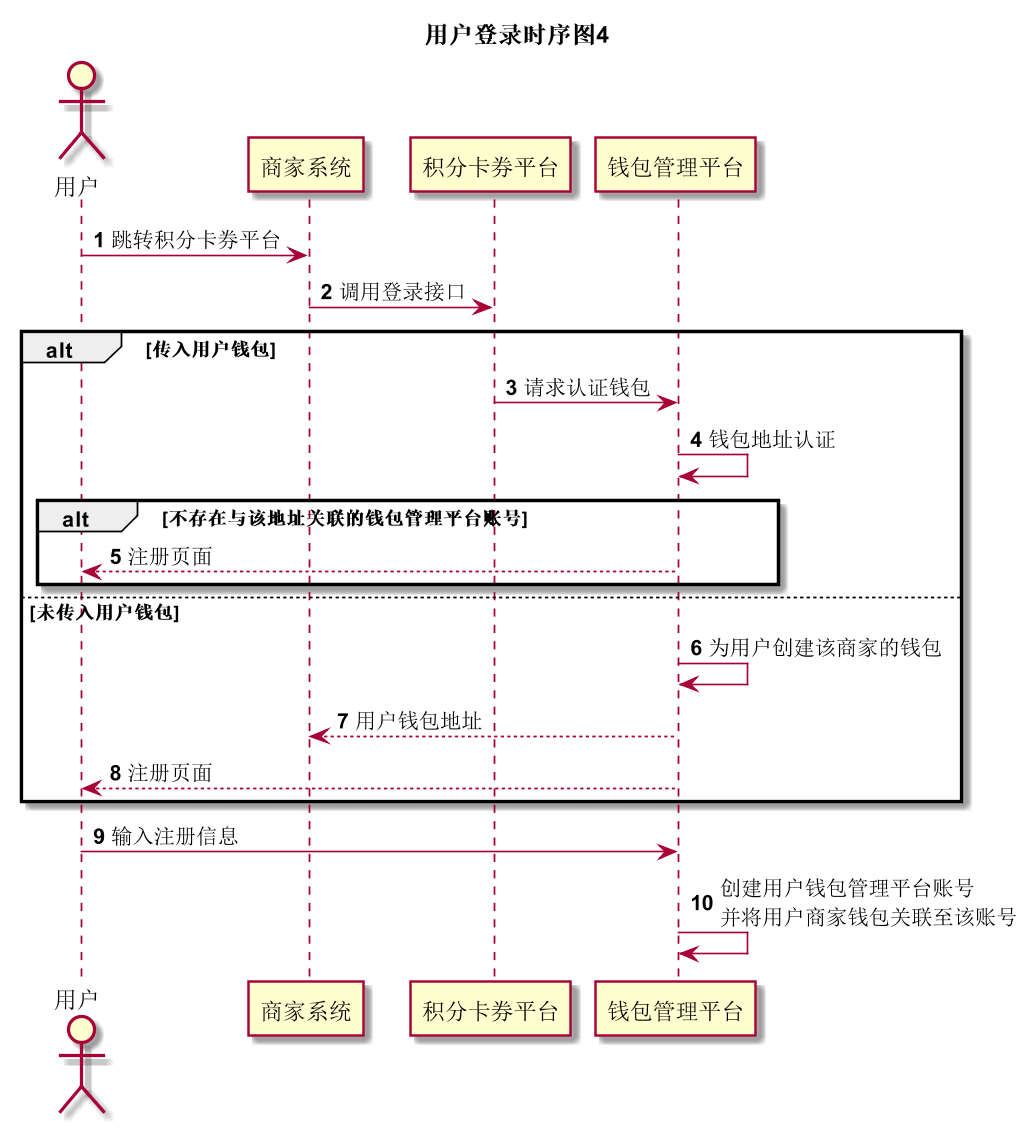 用户登录时序图4
用户
商家系统
积分卡券平台
钱包管理平台
1 跳转积分卡券平台
2 调用登录接口
alt [传入用户钱包]
3 请求认证钱包
4 钱包地址认证
alt [不存在与该地址关联的钱包管理平台账号]
5 注册页面
[未传入用户钱包]
6 为用户创建该商家的钱包
7 用户钱包地址
8 注册页面
9 输入注册信息
10 创建用户钱包管理平台账号
并将用户商家钱包关联至该账号
用户
商家系统
积分卡券平台
钱包管理平台